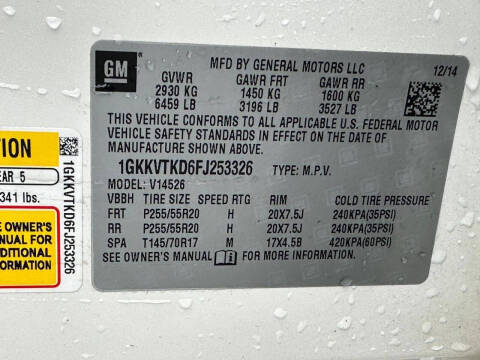 GM
MFD BY GENERAL MOTORS LLC
12/14
GVWR GAWR FRT GAWR RR
2930 KG 1450 KG 1600 KG
6459 LB 3196 LB 3527 LB
THIS VEHICLE CONFORMS TO ALL APPLICABLE U.S. FEDERAL MOTOR
VEHICLE SAFETY STANDARDS IN EFFECT ON THE DATE OF
MANUFACTURE SHOWN ABOVE.
1GKKVTKD6FJ253326 TYPE: M.P.V.
MODEL: V14526
VBBH TIRE SIZE SPEED RTG RIM COLD TIRE PRESSURE
FRT P255/55R20 H 20X7.5J 240KPA(35PSI)
RR P255/55R20 H 20X7.5J 240KPA(35PSI)
SPA T145/70R17 M 17X4.5B 420KPA(60PSI)
SEE OWNER'S MANUAL FOR MORE INFORMATION
TION
EAR 5
341 lbs.
E OWNER'S
NUAL FOR
DDITIONAL
FORMATION
1GKKVTKD6FJ253326